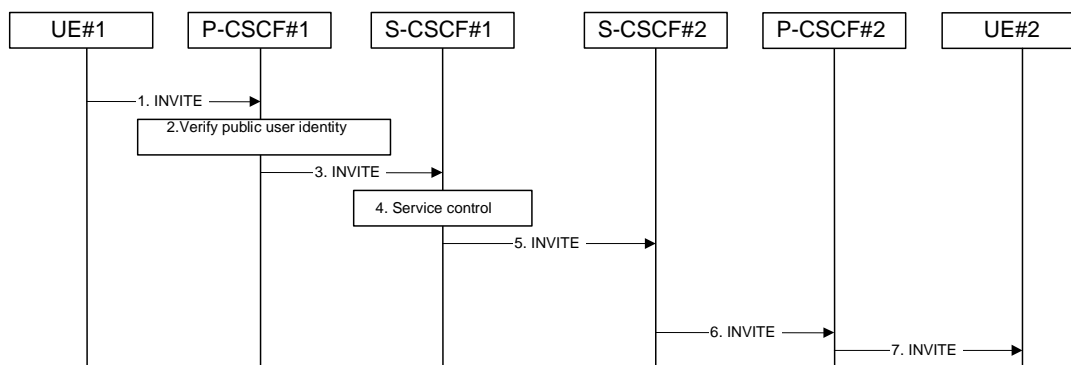 UE#1
P-CSCF#1
S-CSCF#1
S-CSCF#2
P-CSCF#2
UE#2
1. INVITE
2.Verify public user identity
3. INVITE
4. Service control
5. INVITE
6. INVITE
7. INVITE